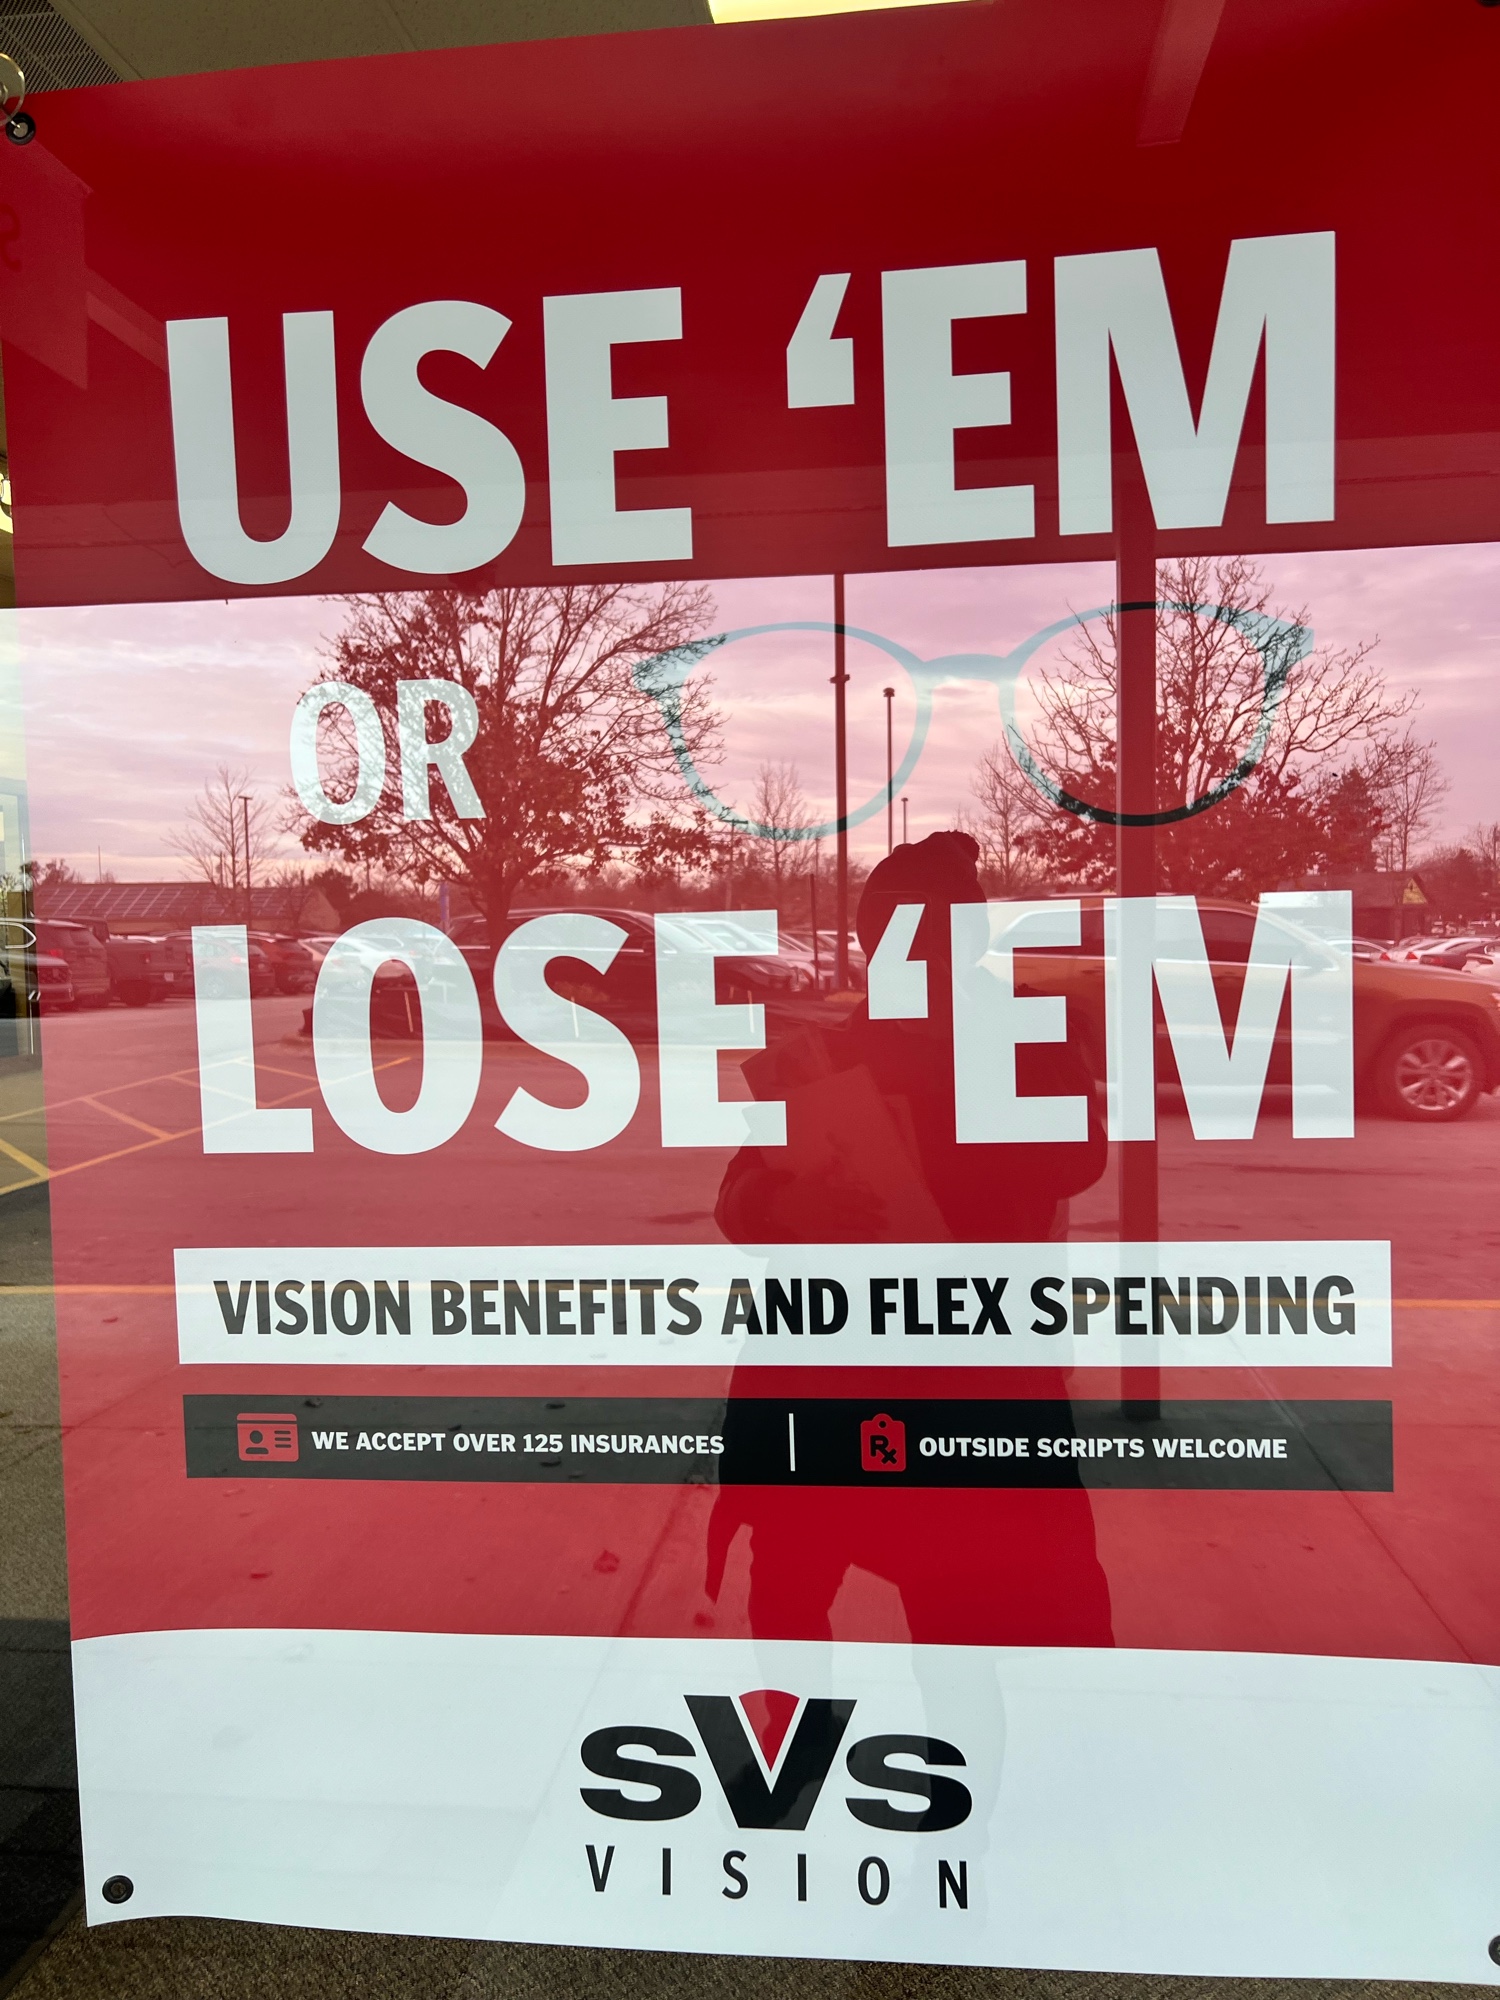 USE ‘EM
OR
LOSE ‘EM
VISION BENEFITS AND FLEX SPENDING
WE ACCEPT OVER 125 INSURANCES | Rx OUTSIDE SCRIPTS WELCOME
SVS
VISION